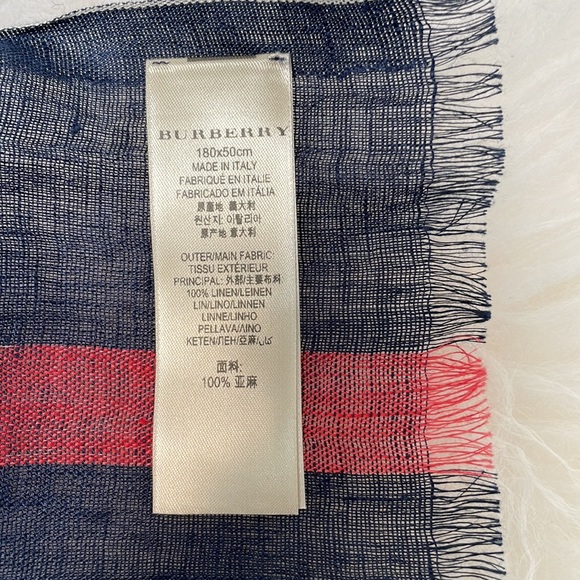 BURBERRY
180x50cm
MADE IN ITALY
FABRIQUÉ EN ITALIE
FABRICADO EM ITÁLIA
原產地 義大利
원산지: 이탈리아
原产地 意大利
OUTER/MAIN FABRIC:
TISSU EXTÉRIEUR
PRINCIPAL: 外部/主要布料
100% LINEN/LEINEN
LIN/LINO/LINNEN
LINNE/LINHO
PELLAVA/ΛΙΝΟ
KETEN/ЛЕН/亞麻/كتان
面料:
100% 亚麻